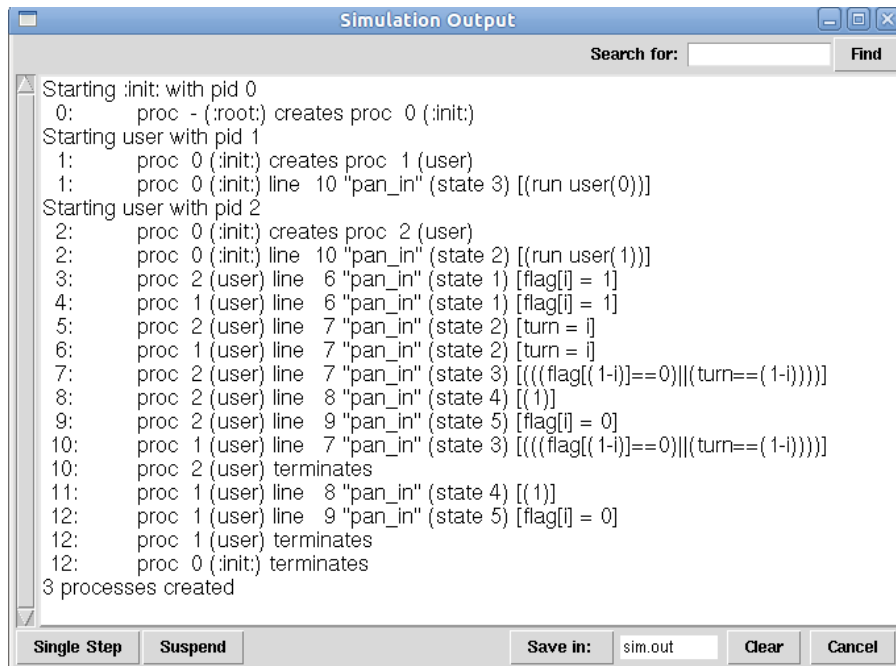 Simulation Output
Search for: Find
Starting :init: with pid 0
0: proc - (:root:) creates proc 0 (:init:)
Starting user with pid 1
1: proc 0 (:init:) creates proc 1 (user)
1: proc 0 (:init:) line 10 "pan_in" (state 3) [(run user(0))]
Starting user with pid 2
2: proc 0 (:init:) creates proc 2 (user)
2: proc 0 (:init:) line 10 "pan_in" (state 2) [(run user(1))]
3: proc 2 (user) line 6 "pan_in" (state 1) [flag[i] = 1]
4: proc 1 (user) line 6 "pan_in" (state 1) [flag[i] = 1]
5: proc 2 (user) line 7 "pan_in" (state 2) [turn = i]
6: proc 1 (user) line 7 "pan_in" (state 2) [turn = i]
7: proc 2 (user) line 7 "pan_in" (state 3) [(((flag[(1-i)]==0)||(turn==(1-i))))]
8: proc 2 (user) line 8 "pan_in" (state 4) [(1)]
9: proc 2 (user) line 9 "pan_in" (state 5) [flag[i] = 0]
10: proc 1 (user) line 7 "pan_in" (state 3) [(((flag[(1-i)]==0)||(turn==(1-i))))]
10: proc 2 (user) terminates
11: proc 1 (user) line 8 "pan_in" (state 4) [(1)]
12: proc 1 (user) line 9 "pan_in" (state 5) [flag[i] = 0]
12: proc 1 (user) terminates
12: proc 0 (:init:) terminates
3 processes created
Single Step Suspend Save in: sim.out Clear Cancel